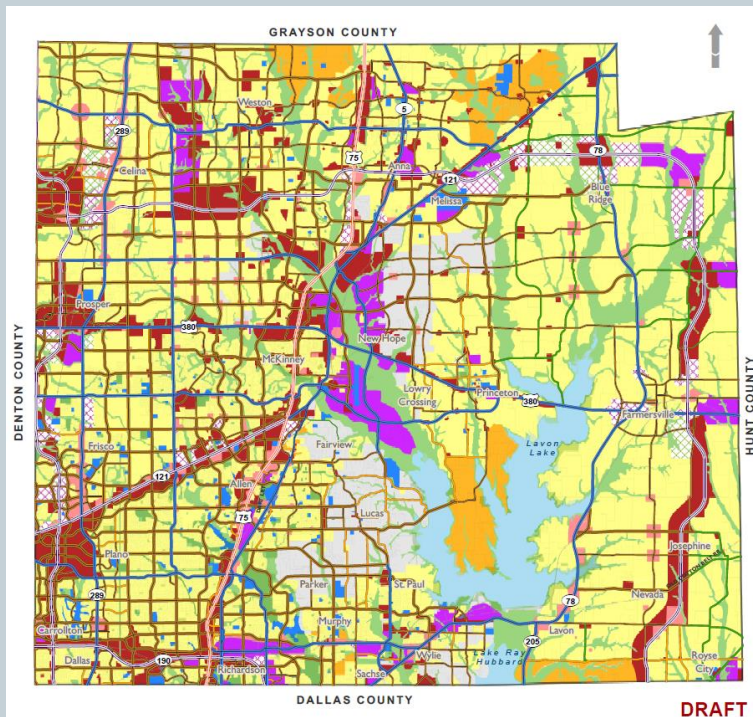 GRAYSON COUNTY
Weston
5
289
75
Anna
78
Celina
121
Blue
Ridge
Melissa
Prosper
380
New Hope
McKinney
DENTON COUNTY
HUNT COUNTY
Lowry
Crossing
Princeton
380
Farmersville
Fairview
Lavon
Lake
Frisco
121
Allen
75
Lucas
Plano
Josephine
289
Parker
St. Paul
Nevada
78
Murphy
Carrollton
205
Lavon
Dallas
190
Wylie
Lake Ray
Hubbard
Royse
City
Richardson
Sachse
DALLAS COUNTY
DRAFT